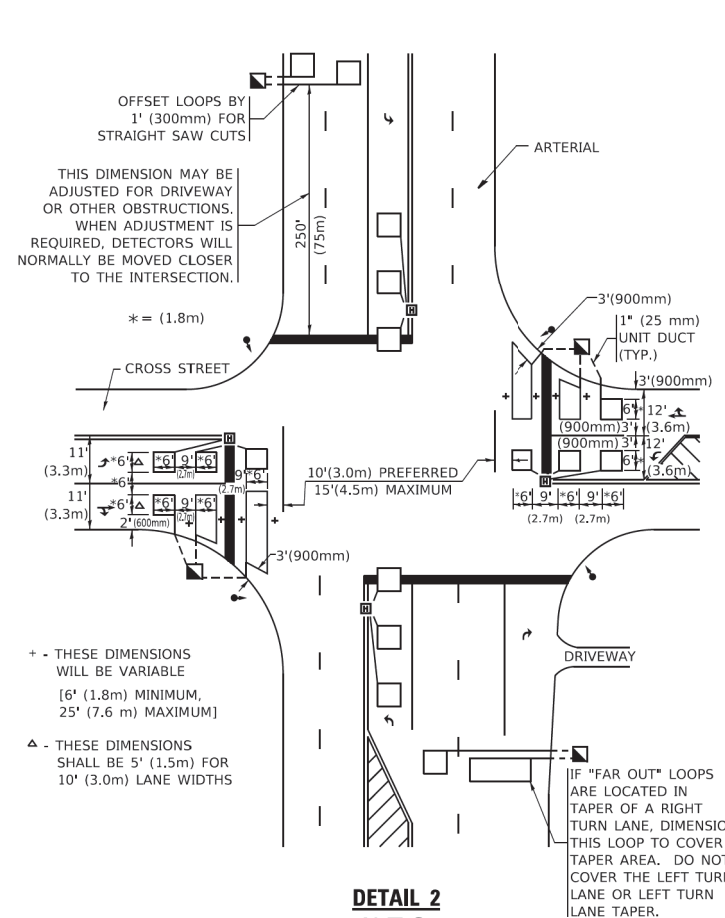 OFFSET LOOPS BY
1' (300mm) FOR
STRAIGHT SAW CUTS
THIS DIMENSION MAY BE
ADJUSTED FOR DRIVEWAY
OR OTHER OBSTRUCTIONS.
WHEN ADJUSTMENT IS
REQUIRED, DETECTORS WILL
NORMALLY BE MOVED CLOSER
TO THE INTERSECTION.
250'
(75m)
ARTERIAL
* = (1.8m)
3'(900mm)
1" (25 mm)
UNIT DUCT
(TYP.)
CROSS STREET
3'(900mm)
H
6'*
12'
(3.6m)
(900mm) 3'
(900mm) 3'
12'
6'*
(3.6m)
H
*6' 9' *6' 9' *6'
(2.7m) (2.7m)
H
11'
(3.3m)
*6' △
*6' 9' *6'
(2.7m)
9' *6'
(2.7m)
*6'
11'
(3.3m)
*6' △
*6' 9' *6'
(2.7m)
2' (600mm)
10'(3.0m) PREFERRED
15'(4.5m) MAXIMUM
3'(900mm)
H
+ - THESE DIMENSIONS
WILL BE VARIABLE
[6' (1.8m) MINIMUM,
25' (7.6 m) MAXIMUM]
△ - THESE DIMENSIONS
SHALL BE 5' (1.5m) FOR
10' (3.0m) LANE WIDTHS
DRIVEWAY
IF "FAR OUT" LOOPS
ARE LOCATED IN
TAPER OF A RIGHT
TURN LANE, DIMENSIO
THIS LOOP TO COVER
TAPER AREA. DO NOT
COVER THE LEFT TURN
LANE OR LEFT TURN
LANE TAPER.
DETAIL 2